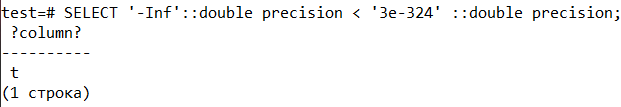 test=# SELECT '-Inf'::double precision < '3e-324' ::double precision;
?column?
----------
t
(1 строка)